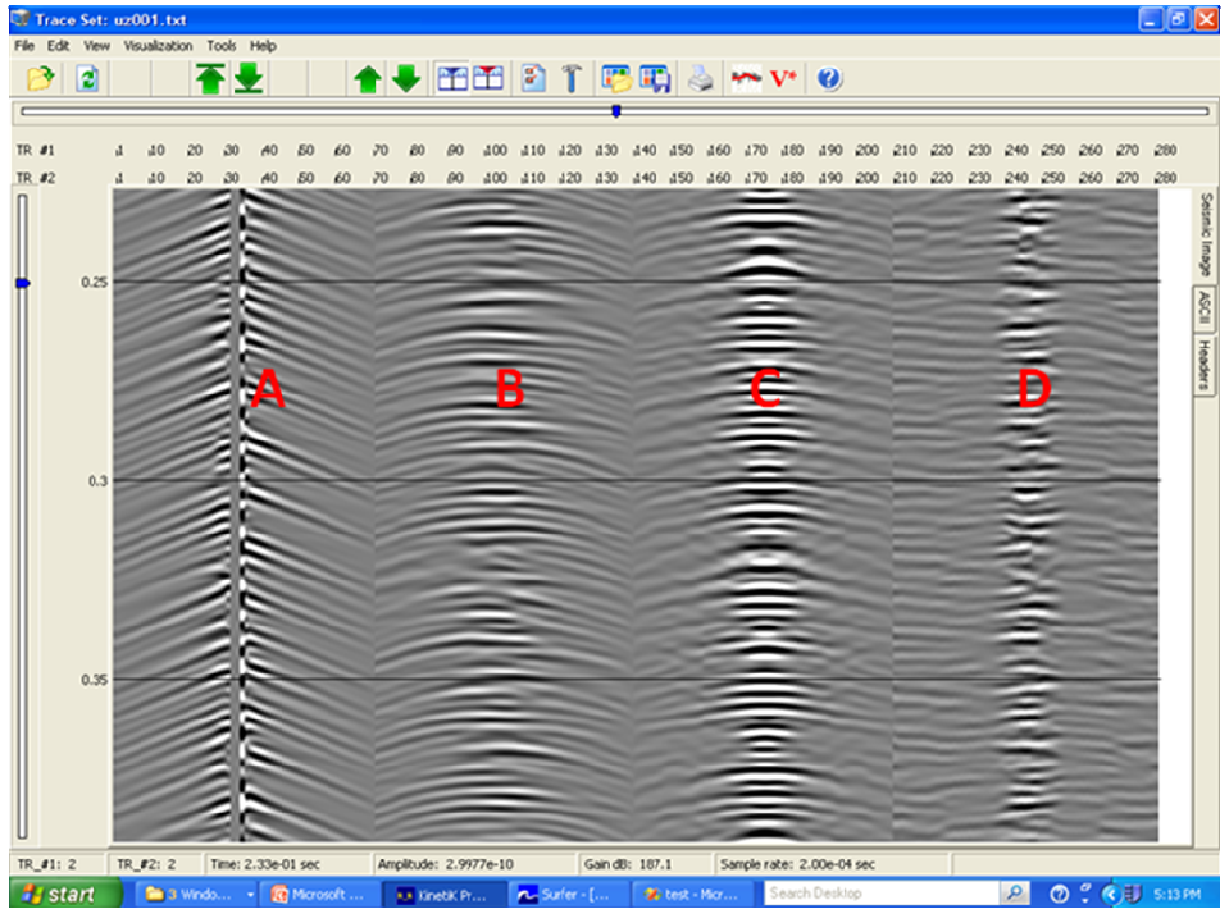 Trace Set: uz001.txt
File Edit View Visualization Tools Help
V*
TR #1 1 10 20 30 40 50 60 70 80 90 100 110 120 130 140 150 160 170 180 190 200 210 220 230 240 250 260 270 280
TR #2 1 10 20 30 40 50 60 70 80 90 100 110 120 130 140 150 160 170 180 190 200 210 220 230 240 250 260 270 280
Seismic Image
ASCII
Headers
0.25
A B C D
0.3
0.35
TR_#1: 2 TR_#2: 2 Time: 2.33e-01 sec Amplitude: 2.9977e-10 Gain dB: 187.1 Sample rate: 2.00e-04 sec
start 3 Windo... Microsoft ... KinetiK Pr... Surfer - [... test - Micr... Search Desktop 5:13 PM